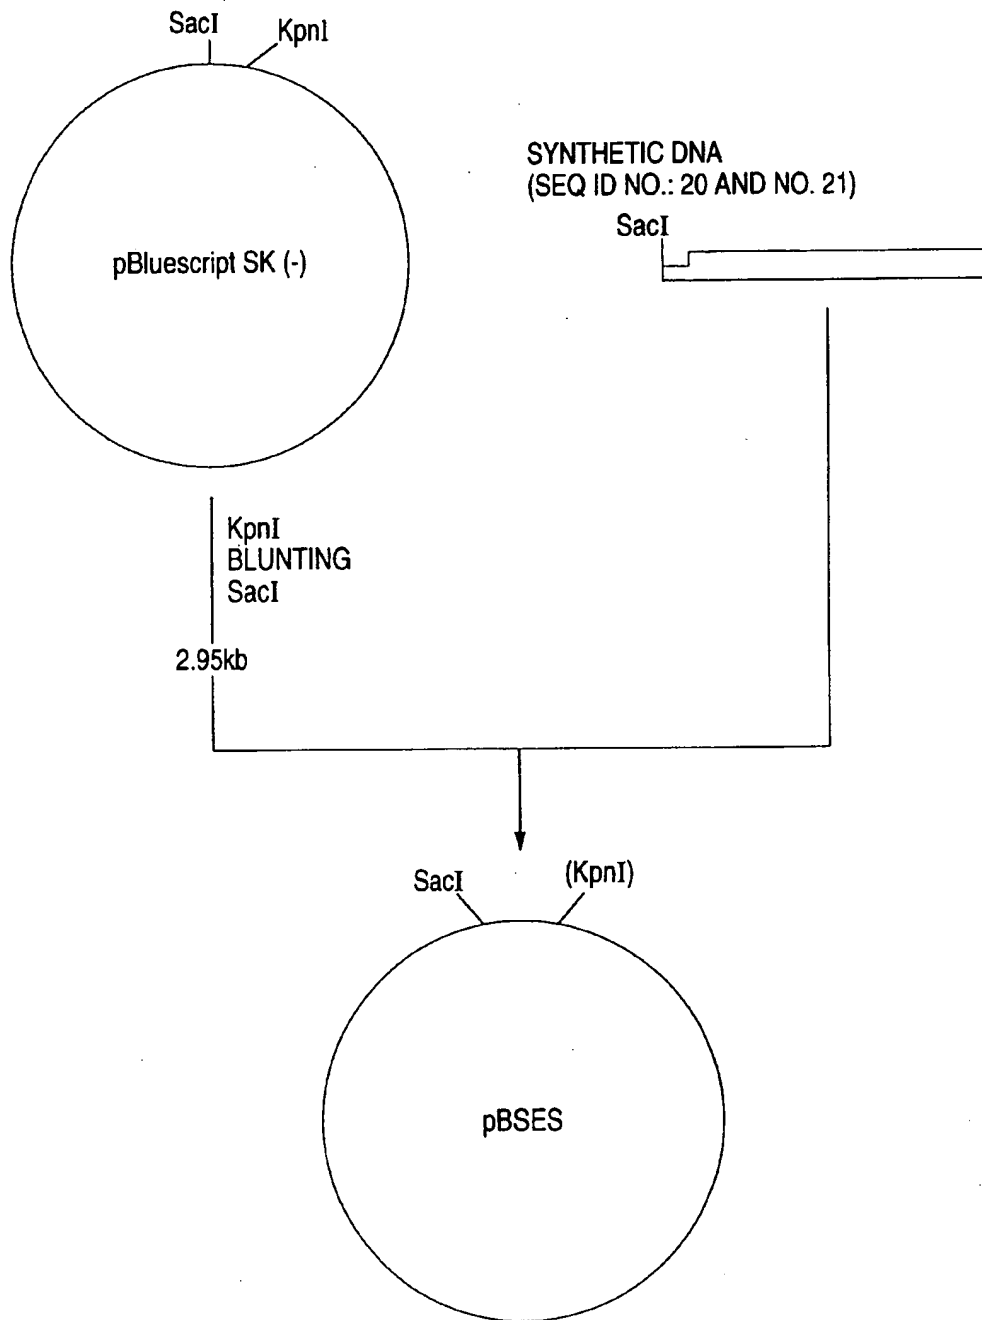 SacI
KpnI
pBluescript SK (-)
SYNTHETIC DNA
(SEQ ID NO.: 20 AND NO. 21)
SacI
KpnI
BLUNTING
SacI
2.95kb
SacI
(KpnI)
pBSES